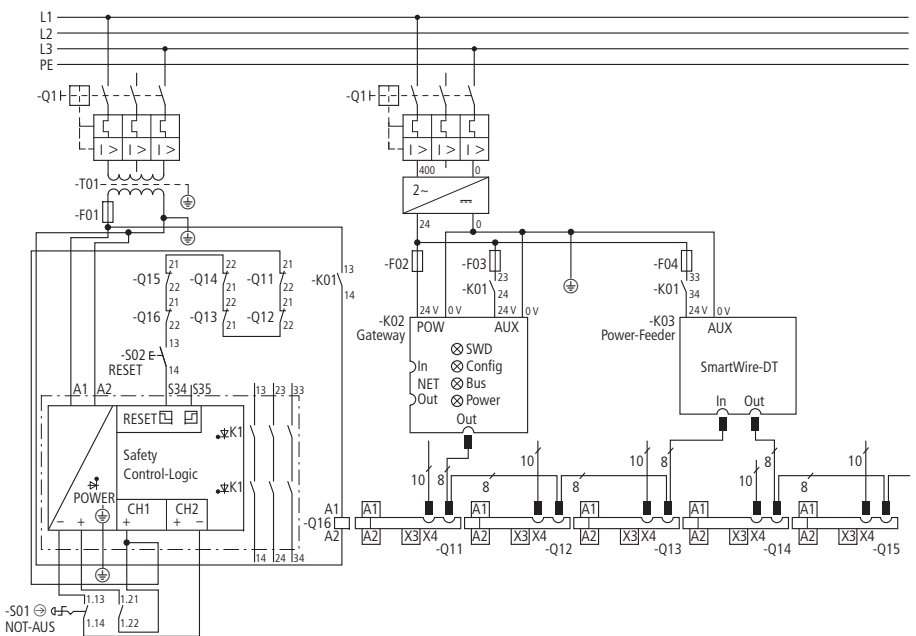 L1
L2
L3
PE
-Q1 -Q1
I > I > I > I > I > I >
-T01 400 0
2~
-F01 24 0
-F02 -F03 -F04
21 22 21 13 23 33
-Q15 -Q14 -Q11 -K01 -K01 -K01
22 21 22 14 24 34
21 22 21
-Q16 -Q13 -Q12
22 21 22
24 V 0 V 24 V 0 V 24 V 0 V
-K02 POW AUX -K03 AUX
Gateway Power-Feeder
13
-S02
RESET
14
SWD
In Config SmartWire-DT
NET Bus
Out Power
Out In Out
A1 A2 S34 S35
RESET 13 23 33
K1
Safety
Control-Logic
K1
POWER
CH1 CH2
– + + + –
14 24 34
10 8 8 10 8 8 10 10 8 8 10
A1 A1 A1 A1 A1 A1
-Q16
A2 A2 X3 X4 A2 X3 X4 A2 X3 X4 A2 X3 X4 A2 X3 X4
-Q11 -Q12 -Q13 -Q14 -Q15
1.13 1.21
-S01
NOT-AUS
1.14 1.22